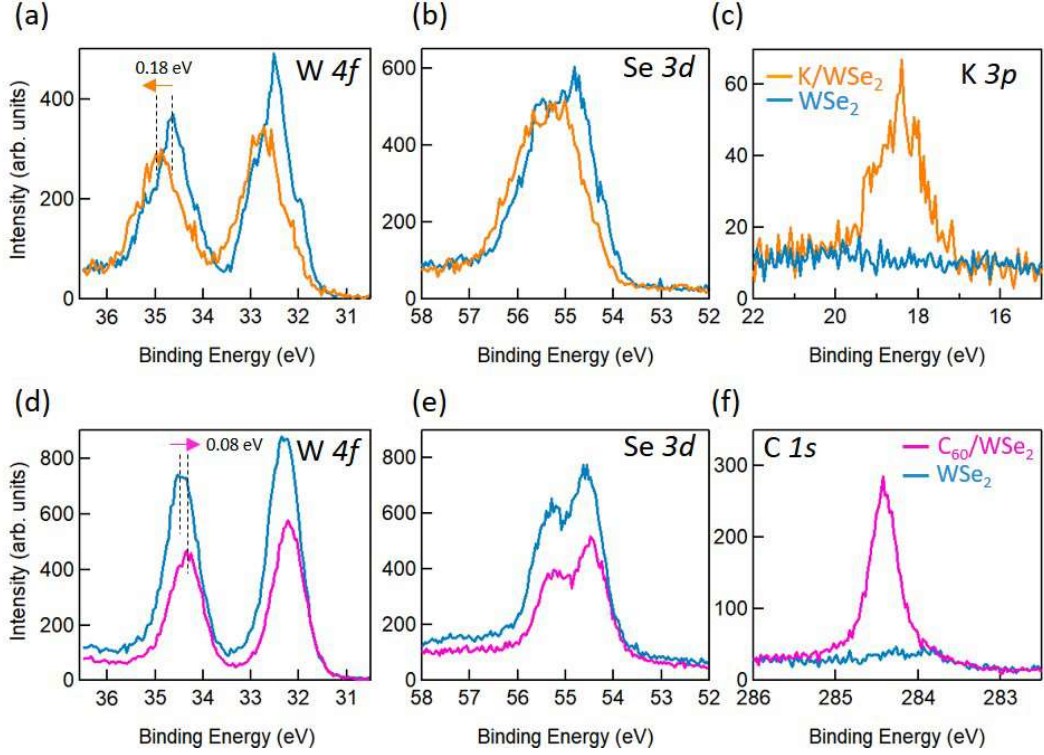 (a)
(b)
(c)
0.18 eV
W 4f
Se 3d
K/WSe₂
WSe₂
K 3p
Intensity (arb. units)
400
200
0
36 35 34 33 32 31
Binding Energy (eV)
600
400
200
0
58 57 56 55 54 53 52
Binding Energy (eV)
60
40
20
0
22 20 18 16
Binding Energy (eV)
(d)
(e)
(f)
0.08 eV
W 4f
Se 3d
C 1s
C₆₀/WSe₂
WSe₂
Intensity (arb. units)
800
600
400
200
0
36 35 34 33 32 31
Binding Energy (eV)
800
600
400
200
0
58 57 56 55 54 53 52
Binding Energy (eV)
300
200
100
0
286 285 284 283
Binding Energy (eV)